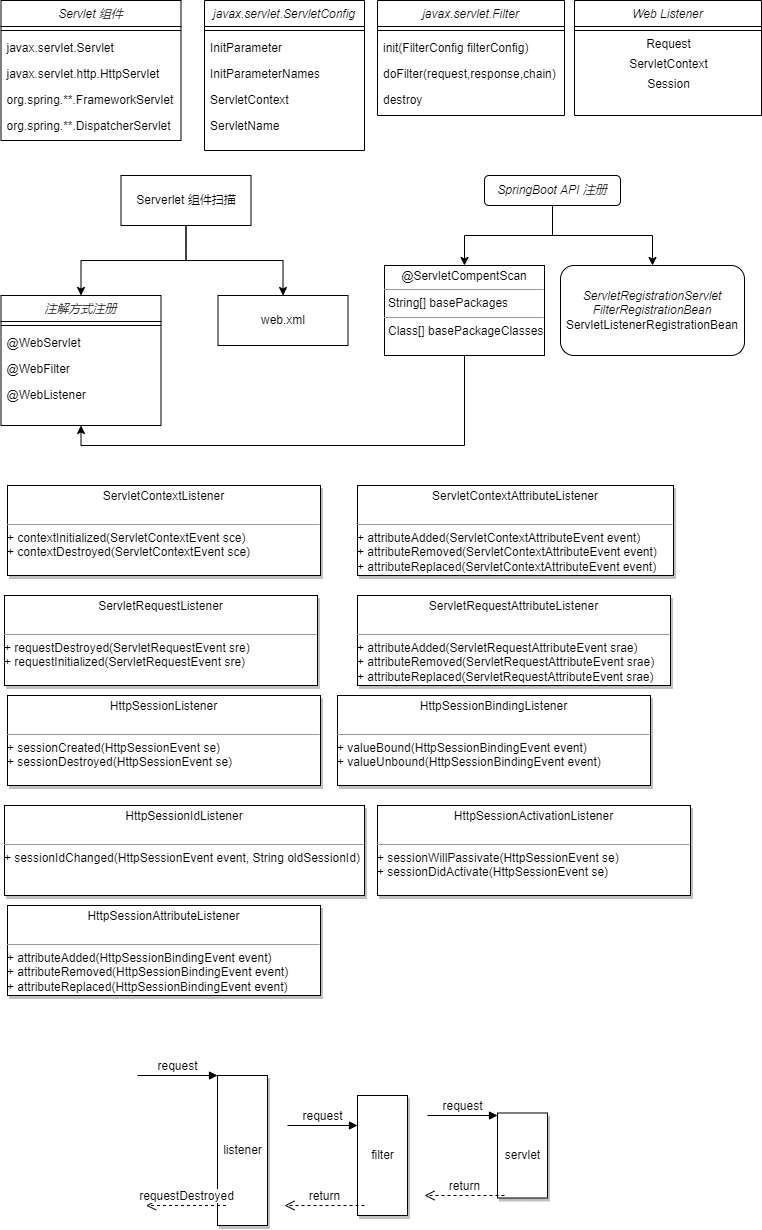 Servlet 组件
javax.servlet.Servlet
javax.servlet.http.HttpServlet
org.spring.**.FrameworkServlet
org.spring.**.DispatcherServlet
javax.servlet.ServletConfig
InitParameter
InitParameterNames
ServletContext
ServletName
javax.servlet.Filter
init(FilterConfig filterConfig)
doFilter(request,response,chain)
destroy
Web Listener
Request
ServletContext
Session
Serverlet 组件扫描
SpringBoot API 注册
注解方式注册
@WebServlet
@WebFilter
@WebListener
web.xml
@ServletCompentScan
String[] basePackages
Class[] basePackageClasses
ServletRegistrationServlet
FilterRegistrationBean
ServletListenerRegistrationBean
ServletContextListener
+ contextInitialized(ServletContextEvent sce)
+ contextDestroyed(ServletContextEvent sce)
ServletContextAttributeListener
+ attributeAdded(ServletContextAttributeEvent event)
+ attributeRemoved(ServletContextAttributeEvent event)
+ attributeReplaced(ServletContextAttributeEvent event)
ServletRequestListener
+ requestDestroyed(ServletRequestEvent sre)
+ requestInitialized(ServletRequestEvent sre)
ServletRequestAttributeListener
+ attributeAdded(ServletRequestAttributeEvent srae)
+ attributeRemoved(ServletRequestAttributeEvent srae)
+ attributeReplaced(ServletRequestAttributeEvent srae)
HttpSessionListener
+ sessionCreated(HttpSessionEvent se)
+ sessionDestroyed(HttpSessionEvent se)
HttpSessionBindingListener
+ valueBound(HttpSessionBindingEvent event)
+ valueUnbound(HttpSessionBindingEvent event)
HttpSessionIdListener
+ sessionIdChanged(HttpSessionEvent event, String oldSessionId)
HttpSessionActivationListener
+ sessionWillPassivate(HttpSessionEvent se)
+ sessionDidActivate(HttpSessionEvent se)
HttpSessionAttributeListener
+ attributeAdded(HttpSessionBindingEvent event)
+ attributeRemoved(HttpSessionBindingEvent event)
+ attributeReplaced(HttpSessionBindingEvent event)
request
listener
requestDestroyed
request
filter
return
request
servlet
return